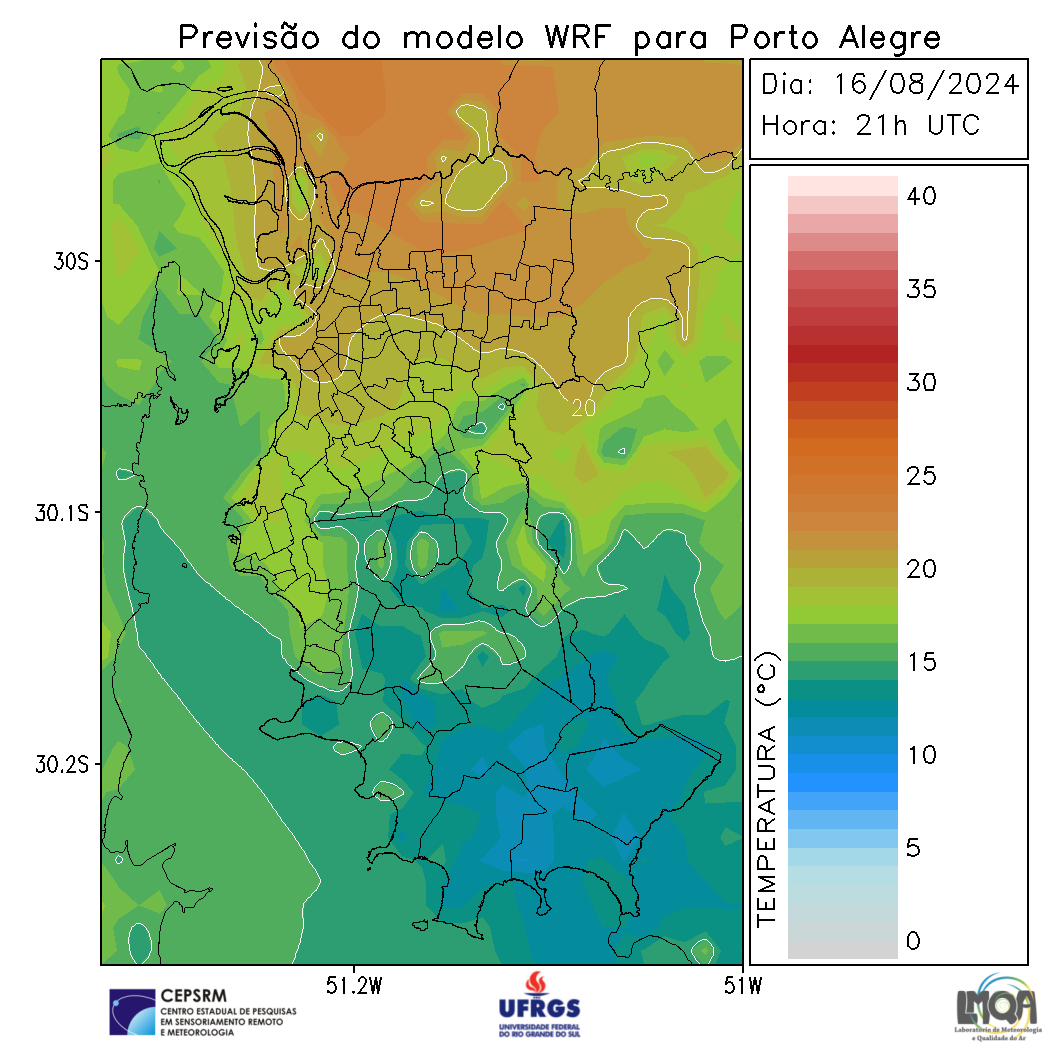 Previsão do modelo WRF para Porto Alegre
Dia: 16/08/2024
Hora: 21h UTC
30S
30.1S
30.2S
51.2W
51W
20
TEMPERATURA (°C)
40
35
30
25
20
15
10
5
0
CEPSRM
CENTRO ESTADUAL DE PESQUISAS
EM SENSORIAMENTO REMOTO
E METEOROLOGIA
UFRGS
UNIVERSIDADE FEDERAL
DO RIO GRANDE DO SUL
LMQA
Laboratório de Meteorologia
e Qualidade do Ar